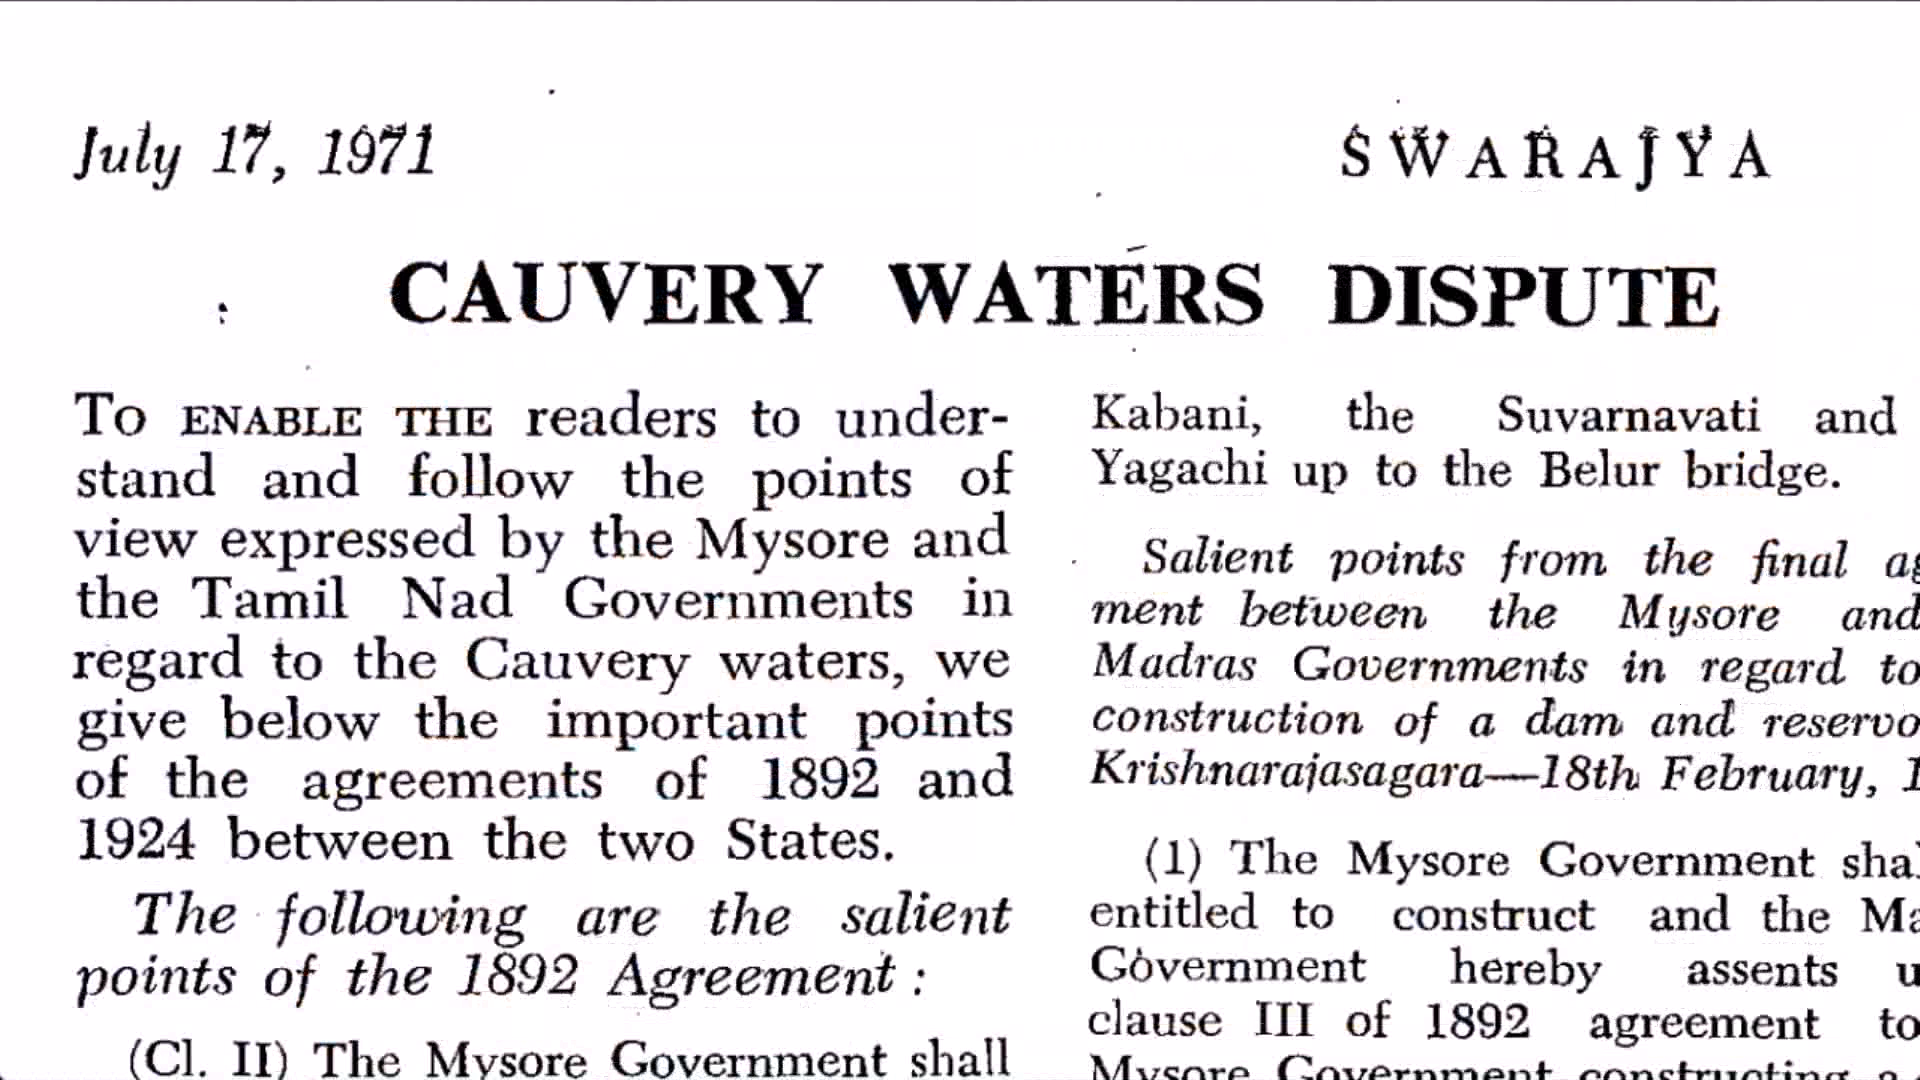 July 17, 1971
SWARAJYA
CAUVERY WATERS DISPUTE
To ENABLE THE readers to under-
stand and follow the points of
view expressed by the Mysore and
the Tamil Nad Governments in
regard to the Cauvery waters, we
give below the important points
of the agreements of 1892 and
1924 between the two States.
The following are the salient
points of the 1892 Agreement :
(Cl. II) The Mysore Government shall
Kabani, the Suvarnavati and
Yagachi up to the Belur bridge.
Salient points from the final
ment between the Mysore and
Madras Governments in regard to
construction of a dam and
Krishnarajasagara—18th February,
(1) The Mysore Government
entitled to construct and the
Government hereby assents
clause III of 1892 agreement to
Mysore Government constructing a